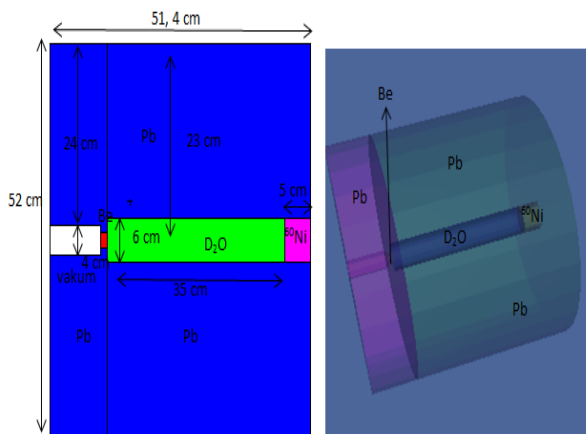 51, 4 cm
24 cm
Pb
23 cm
52 cm
5 cm
Be
6 cm
⁶⁰Ni
D₂O
4 cm
vakum
35 cm
Pb
Pb
Be
Pb
Pb
⁶⁰Ni
D₂O
Pb